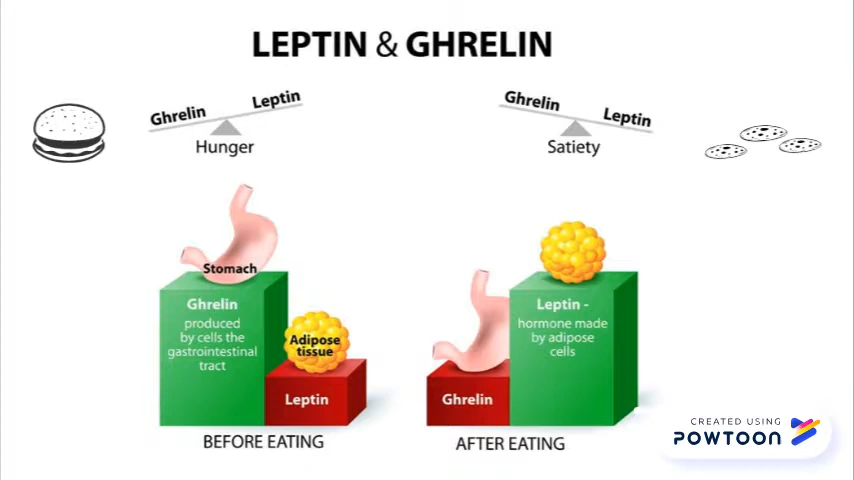 LEPTIN & GHRELIN
Ghrelin Leptin
Hunger
Ghrelin Leptin
Satiety
Stomach
Ghrelin
produced
by cells the
gastrointestinal
tract
Adipose
tissue
Leptin
BEFORE EATING
Leptin -
hormone made
by adipose
cells
Ghrelin
AFTER EATING
CREATED USING
POWTOON